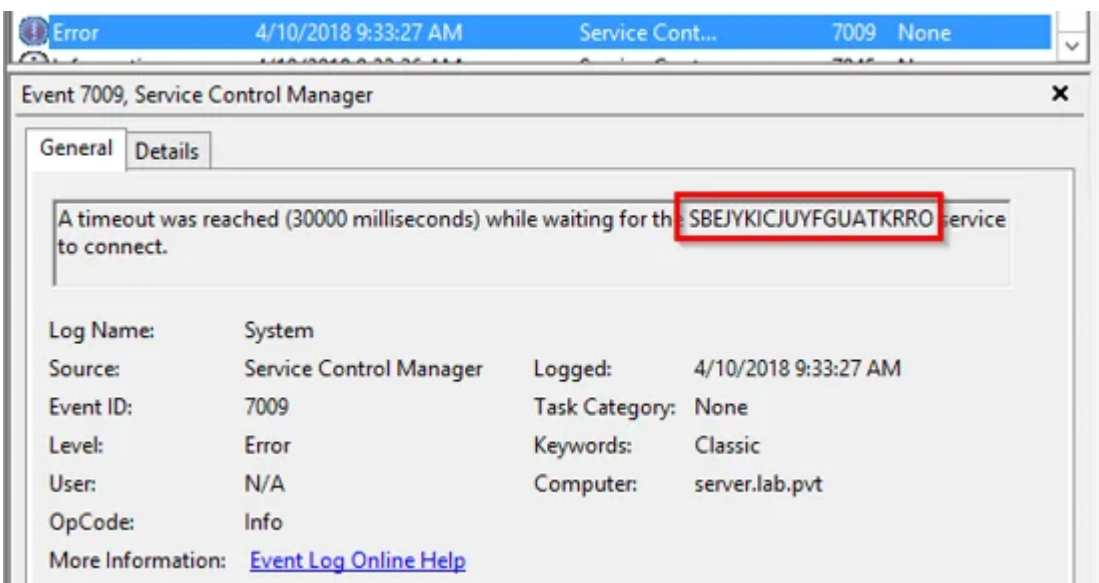 Error 4/10/2018 9:33:27 AM Service Cont... 7009 None
Event 7009, Service Control Manager
General Details
A timeout was reached (30000 milliseconds) while waiting for the SBEJYKICJUYFGUATKRRO service
to connect.
Log Name: System
Source: Service Control Manager Logged: 4/10/2018 9:33:27 AM
Event ID: 7009 Task Category: None
Level: Error Keywords: Classic
User: N/A Computer: server.lab.pvt
OpCode: Info
More Information: Event Log Online Help